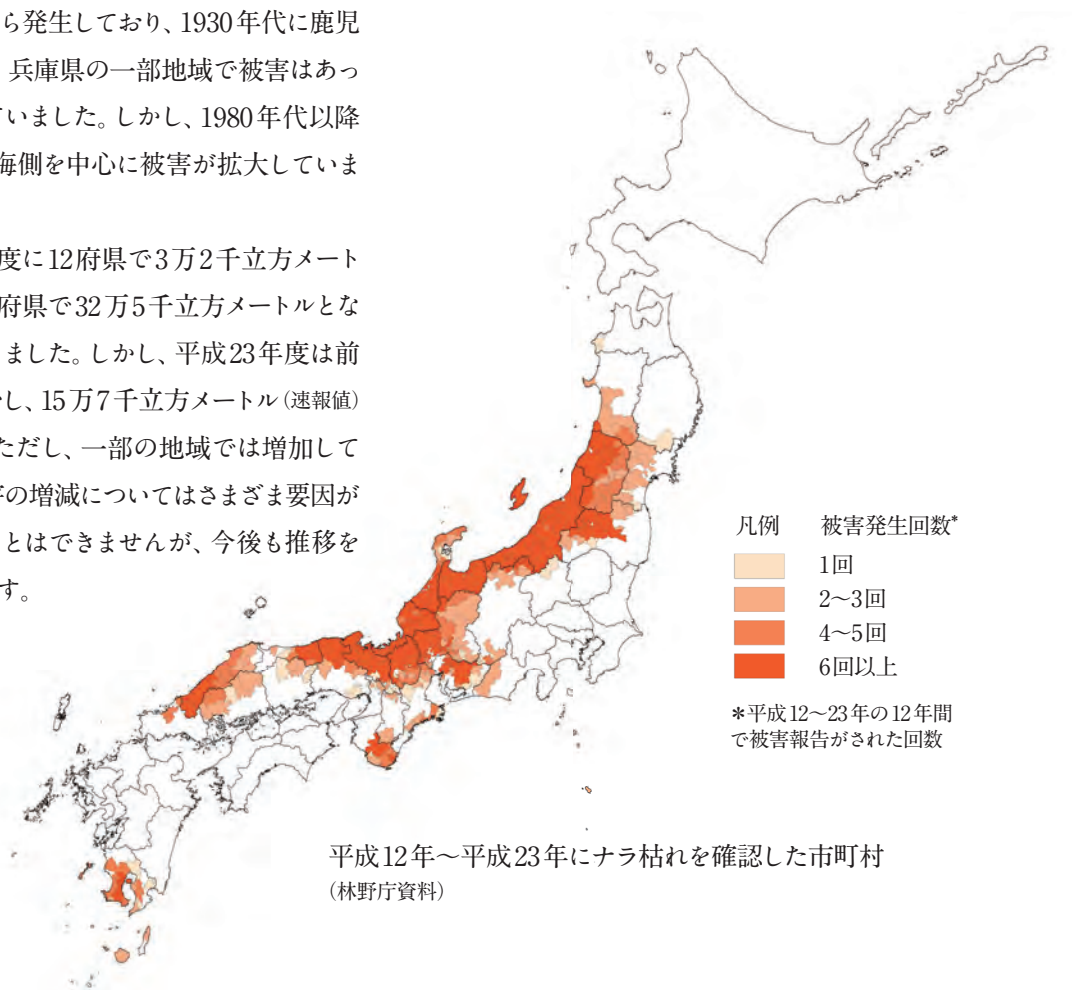 ら発生しており、1930年代に鹿児
兵庫県の一部地域で被害はあっ
いました。しかし、1980年代以降
海側を中心に被害が拡大していま
度に12府県で3万2千立方メート
府県で32万5千立方メートルとな
ました。しかし、平成23年度は前
し、15万7千立方メートル(速報値)
ただし、一部の地域では増加して
の増減についてはさまざま要因が
とはできませんが、今後も推移を
す。
凡例 被害発生回数*
1回
2〜3回
4〜5回
6回以上
*平成12〜23年の12年間
で被害報告がされた回数
平成12年〜平成23年にナラ枯れを確認した市町村
(林野庁資料)